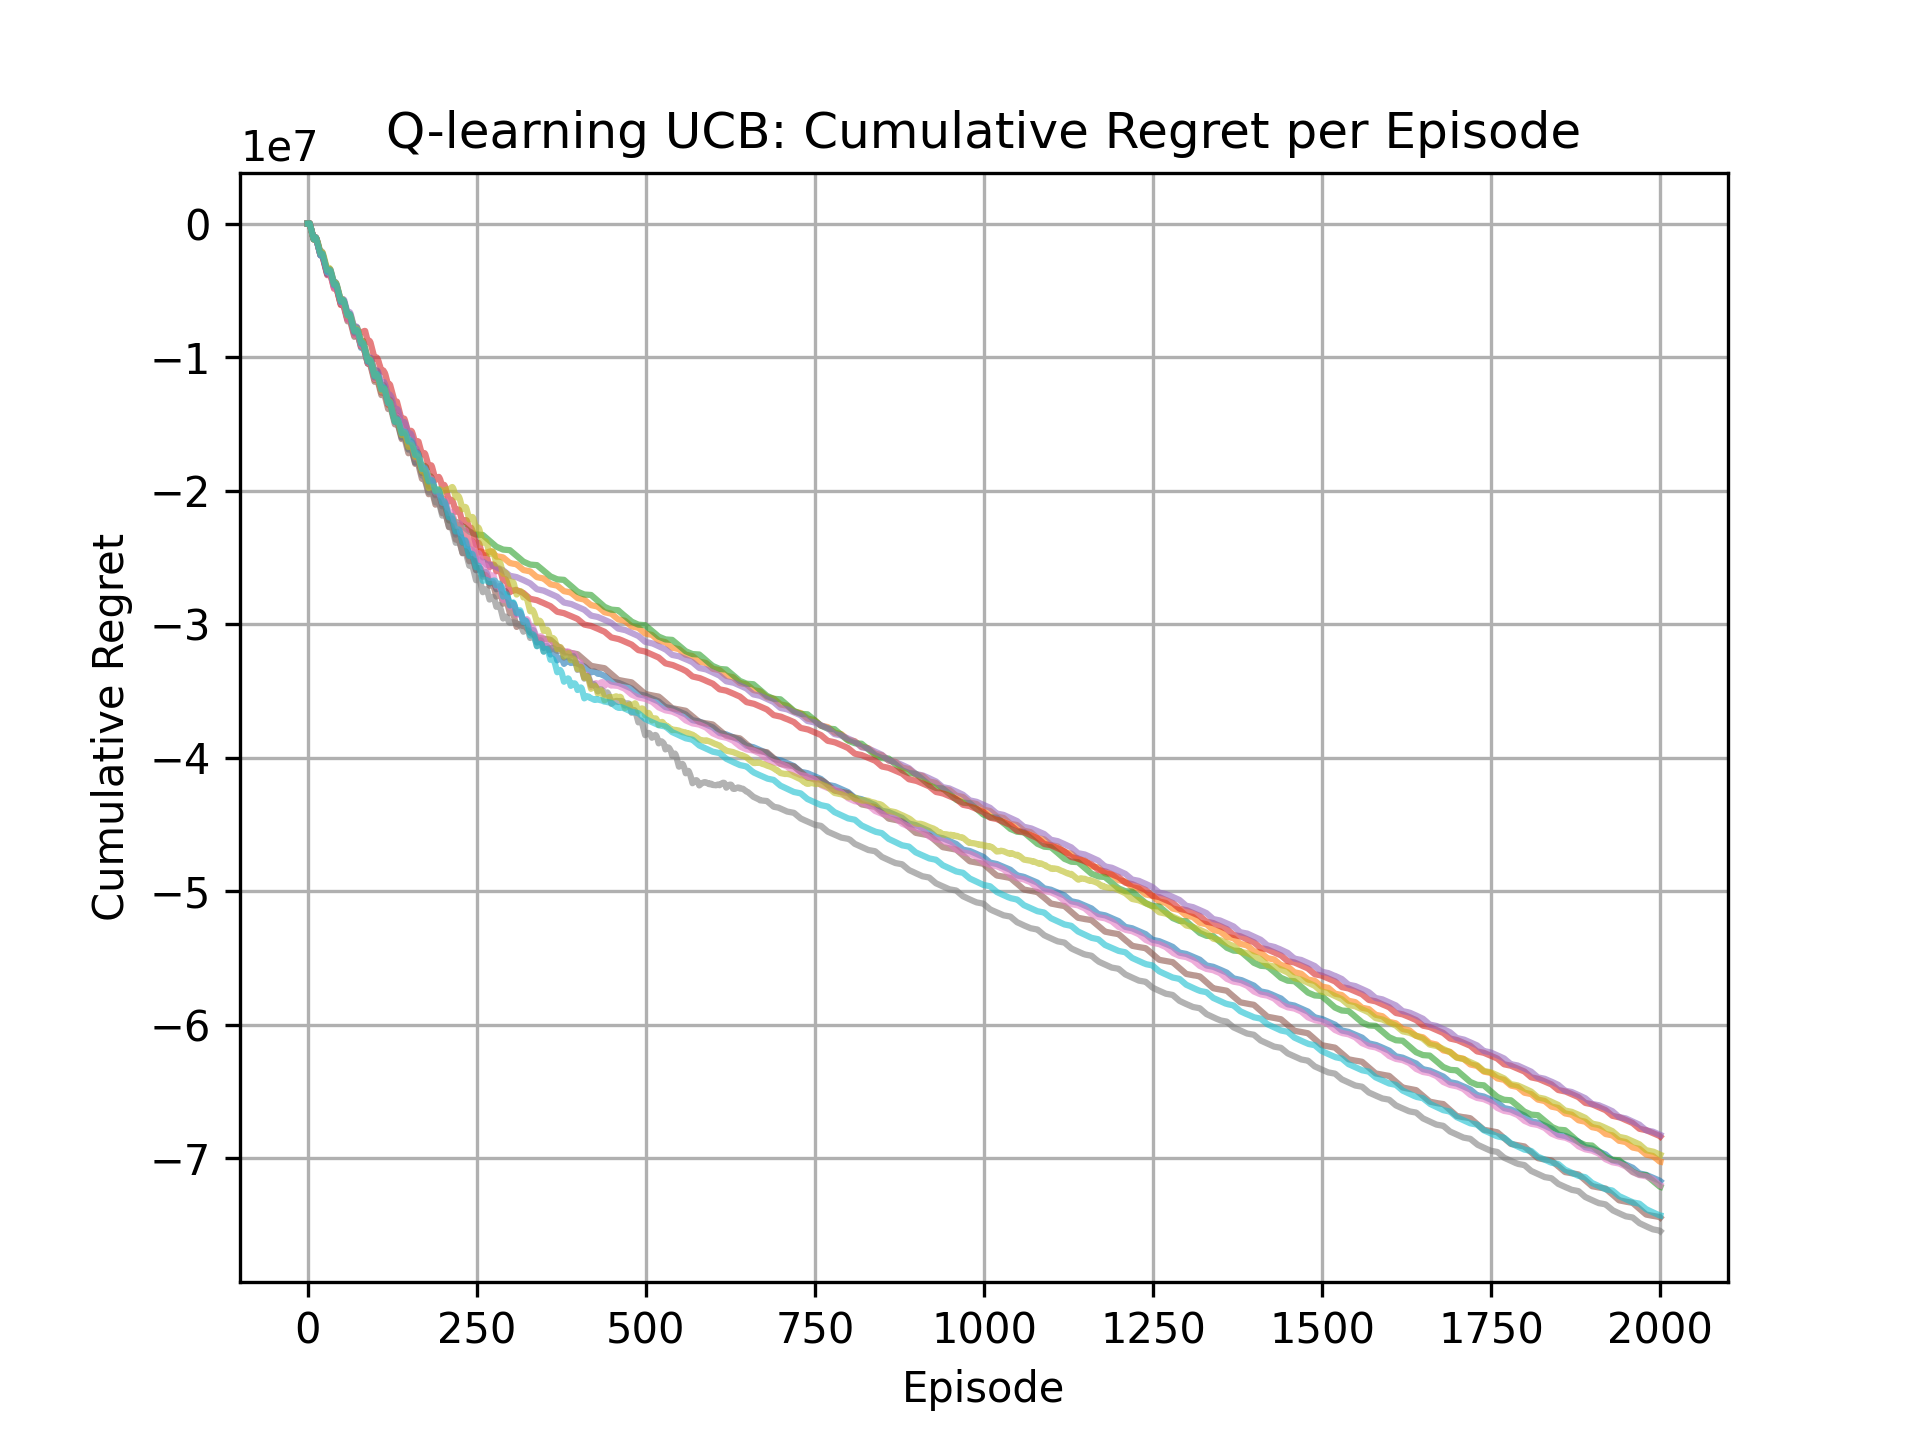 Q-learning UCB: Cumulative Regret per Episode
1e7
0
−1
−2
−3
−4
−5
−6
−7
Cumulative Regret
0 250 500 750 1000 1250 1500 1750 2000
Episode